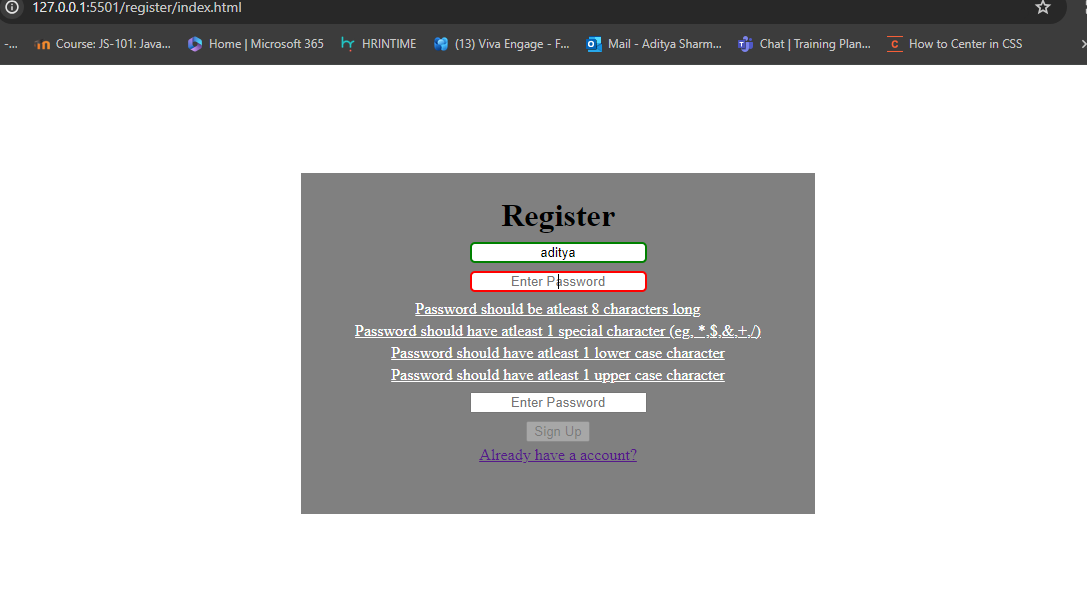 127.0.0.1:5501/register/index.html
-... Course: JS-101: Java... Home | Microsoft 365 HRINTIME (13) Viva Engage - F... Mail - Aditya Sharm... Chat | Training Plan... How to Center in CSS
Register
aditya
Enter Password
Password should be atleast 8 characters long
Password should have atleast 1 special character (eg. *,$,&,+,/)
Password should have atleast 1 lower case character
Password should have atleast 1 upper case character
Enter Password
Sign Up
Already have a account?